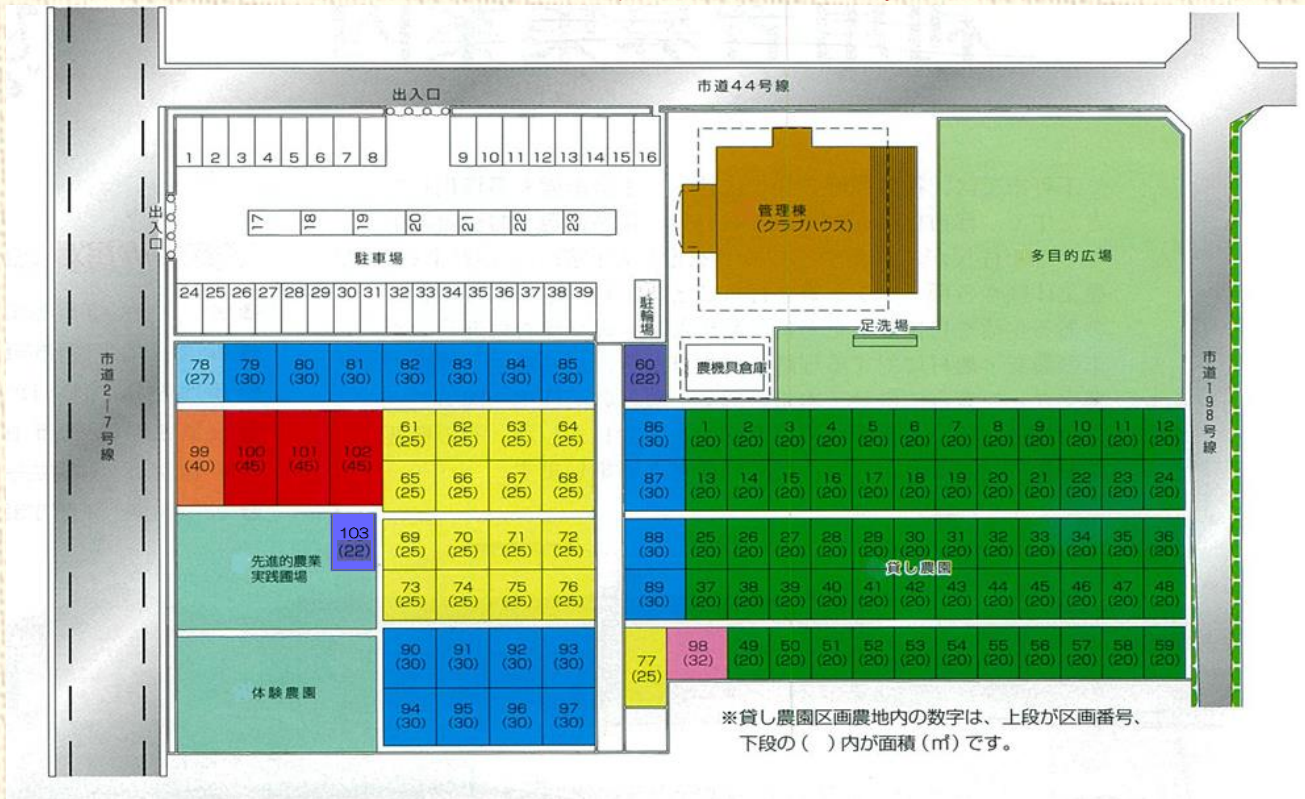 市道44号線
出入口
1 2 3 4 5 6 7 8
9 10 11 12 13 14 15 16
出入口
17 18 19 20 21 22 23
駐車場
管理棟
(クラブハウス)
多目的広場
24 25 26 27 28 29 30 31 32 33 34 35 36 37 38 39
駐輪場
足洗場
農機具倉庫
市道2—7号線
市道198号線
78 79 80 81 82 83 84 85 60
(27) (30) (30) (30) (30) (30) (30) (30) (22)
99 100 101 102
(40) (45) (45) (45)
61 62 63 64
(25) (25) (25) (25)
65 66 67 68
(25) (25) (25) (25)
86 1 2 3 4 5 6 7 8 9 10 11 12
(30) (20) (20) (20) (20) (20) (20) (20) (20) (20) (20) (20) (20)
87 13 14 15 16 17 18 19 20 21 22 23 24
(30) (20) (20) (20) (20) (20) (20) (20) (20) (20) (20) (20) (20)
先進的農業
実践圃場
103
(22)
69 70 71 72
(25) (25) (25) (25)
73 74 75 76
(25) (25) (25) (25)
88 25 26 27 28 29 30 31 32 33 34 35 36
(30) (20) (20) (20) (20) (20) (20) (20) (20) (20) (20) (20) (20)
貸し農園
89 37 38 39 40 41 42 43 44 45 46 47 48
(30) (20) (20) (20) (20) (20) (20) (20) (20) (20) (20) (20) (20)
体験農園
90 91 92 93
(30) (30) (30) (30)
94 95 96 97
(30) (30) (30) (30)
77 98 49 50 51 52 53 54 55 56 57 58 59
(25) (32) (20) (20) (20) (20) (20) (20) (20) (20) (20) (20) (20)
※貸し農園区画農地内の数字は、上段が区画番号、
下段の（　）内が面積(㎡)です。